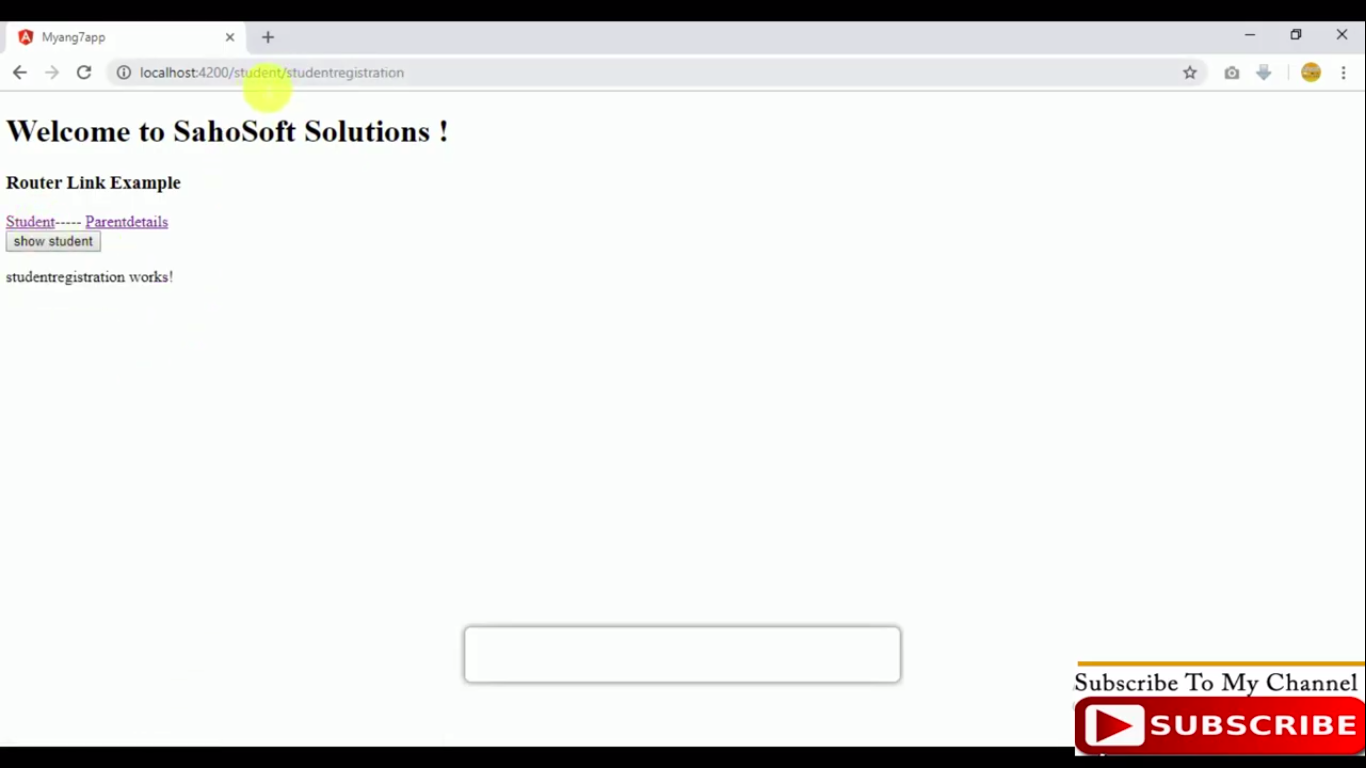 Myang7app
localhost:4200/student/studentregistration
Welcome to SahoSoft Solutions !
Router Link Example
Student----- Parentdetails
show student
studentregistration works!
Subscribe To My Channel
SUBSCRIBE